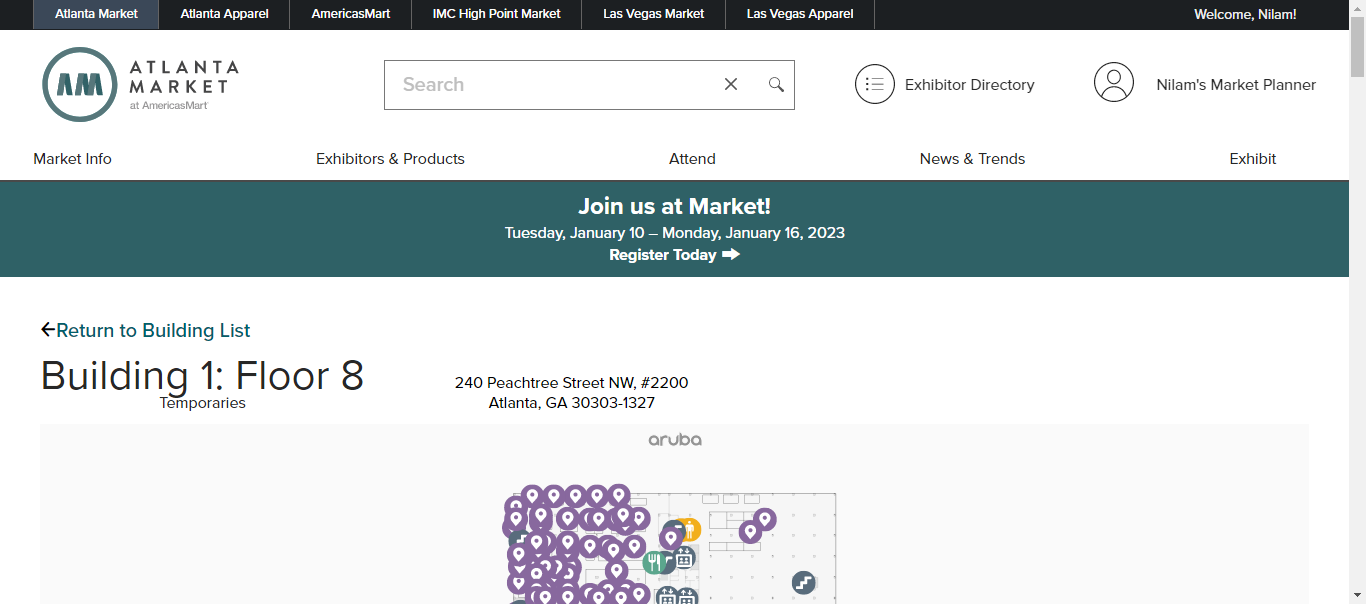 Atlanta Market
Atlanta Apparel
AmericasMart
IMC High Point Market
Las Vegas Market
Las Vegas Apparel
Welcome, Nilam!
AM
ATLANTA
MARKET
at AmericasMart
Search
Exhibitor Directory
Nilam's Market Planner
Market Info
Exhibitors & Products
Attend
News & Trends
Exhibit
Join us at Market!
Tuesday, January 10 – Monday, January 16, 2023
Register Today
Return to Building List
Building 1: Floor 8
Temporaries
240 Peachtree Street NW, #2200
Atlanta, GA 30303-1327
aruba